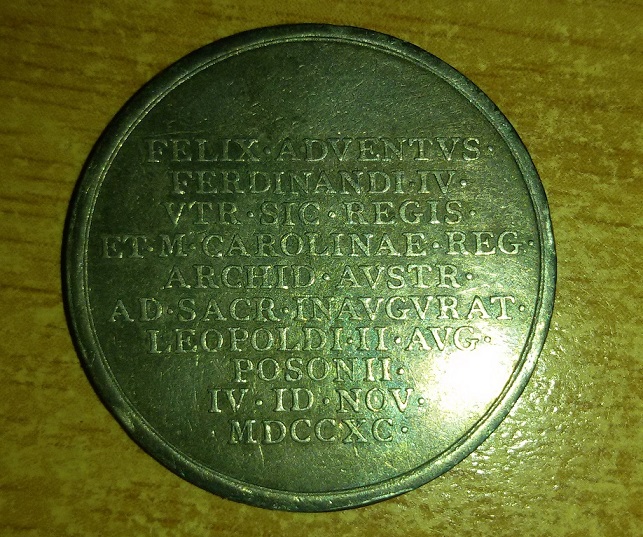 FELIX·ADVENTVS·
FERDINANDI·IV·
VTR·SIC·REGIS·
ET·M·CAROLINAE·REG·
ARCHID·AVSTR·
AD·SACR·INAVGVRAT·
LEOPOLDI·II·AVG·
POSONII·
IV·ID·NOV·
MDCCXC·